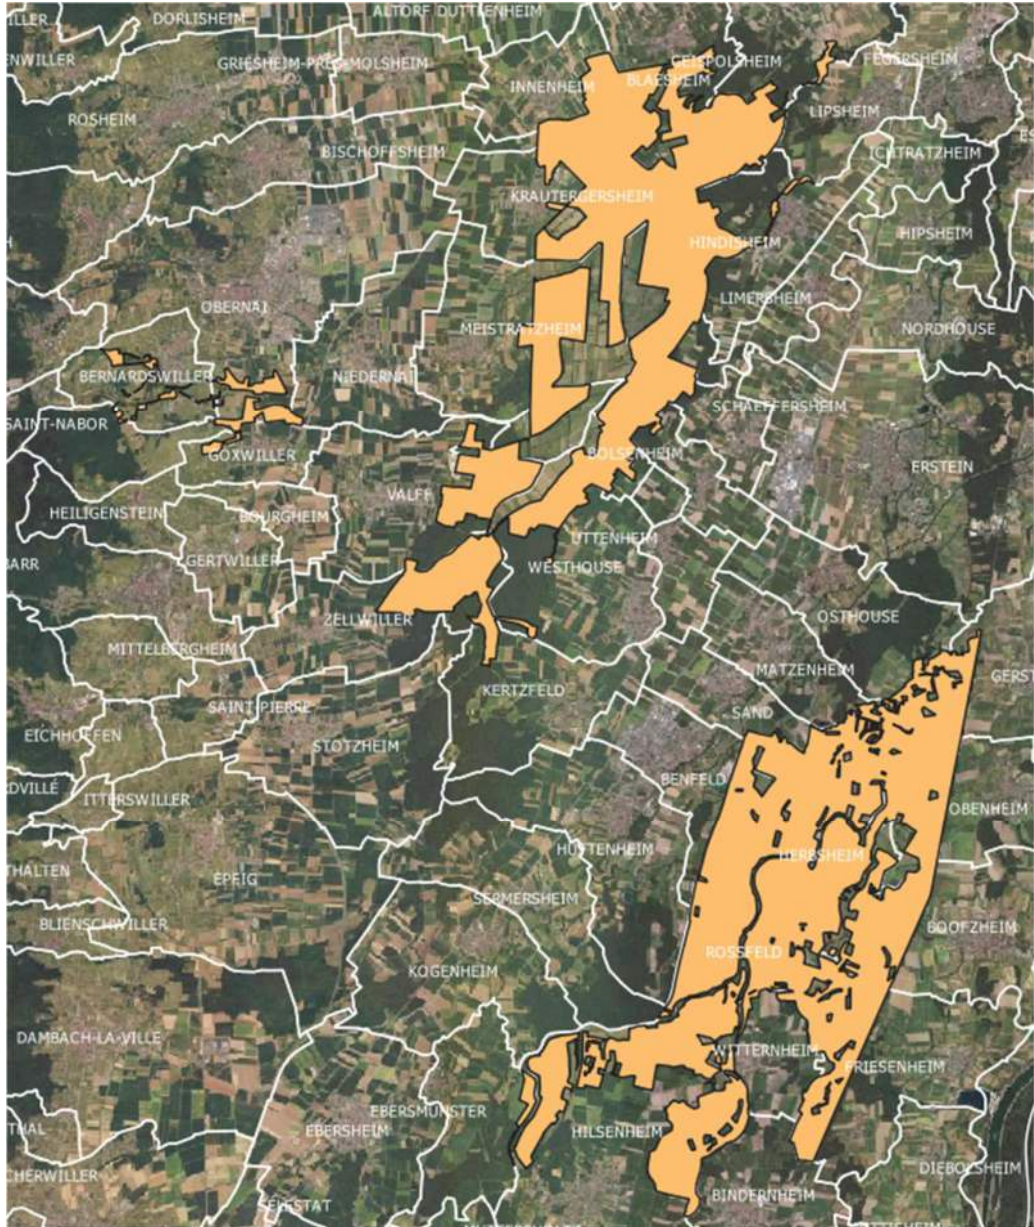 ALTORF DUTTLENHEIM
DORLISHEIM
GRIESHEIM-PRES-MOLSHEIM
GEISPOLSHEIM
FEGERSHEIM
INNENHEIM
BLAESHEIM
LIPSHEIM
ROSHEIM
BISCHOFFSHEIM
ICHTRATZHEIM
KRAUTERGERSHEIM
HINDISHEIM
HIPSHEIM
OBERNAI
LIMERSHEIM
MEISTRATZHEIM
NORDHOUSE
BERNARDSWILLER
NIEDERNAI
SCHAEFFERSHEIM
SAINT-NABOR
GOXWILLER
BOLSENHEIM
ERSTEIN
VALFF
HEILIGENSTEIN
BOURGHEIM
UTTENHEIM
BARR
GERTWILLER
WESTHOUSE
ZELLWILLER
OSTHOUSE
MITTELBERGHEIM
MATZENHEIM
GERST
KERTZFELD
SAINT-PIERRE
SAND
EICHHOFFEN
STOTZHEIM
BENFELD
ITTERSWILLER
OBENHEIM
HUTTENHEIM
HERBSHEIM
EPFIG
SERMERSHEIM
BLIENSCHWILLER
BOOFZHEIM
ROSSFELD
KOGENHEIM
DAMBACH-LA-VILLE
WITTERNHEIM
FRIESENHEIM
EBERSMUNSTER
EBERSHEIM
HILSENHEIM
DIEBOLSHEIM
BINDERNHEIM
SELESTAT